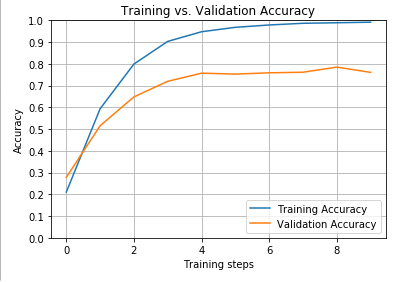 Training vs. Validation Accuracy
1.0
0.9
0.8
0.7
0.6
0.5
0.4
0.3
0.2
0.1
0.0
Accuracy
Training Accuracy
Validation Accuracy
0 2 4 6 8
Training steps